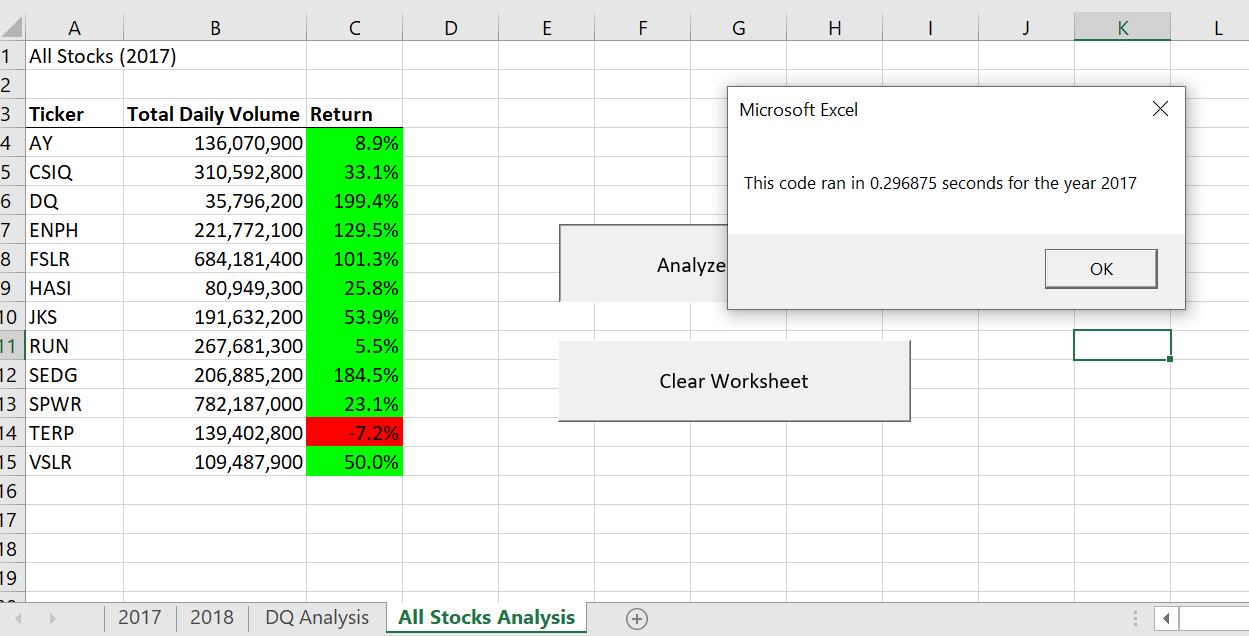 A B C D E F G H I J K L
1 All Stocks (2017)
2
3 Ticker Total Daily Volume Return
4 AY 136,070,900 8.9%
5 CSIQ 310,592,800 33.1%
6 DQ 35,796,200 199.4%
7 ENPH 221,772,100 129.5%
8 FSLR 684,181,400 101.3%
9 HASI 80,949,300 25.8%
10 JKS 191,632,200 53.9%
11 RUN 267,681,300 5.5%
12 SEDG 206,885,200 184.5%
13 SPWR 782,187,000 23.1%
14 TERP 139,402,800 -7.2%
15 VSLR 109,487,900 50.0%
16
17
18
19
Microsoft Excel
This code ran in 0.296875 seconds for the year 2017
OK
Analyze
Clear Worksheet
2017 2018 DQ Analysis All Stocks Analysis